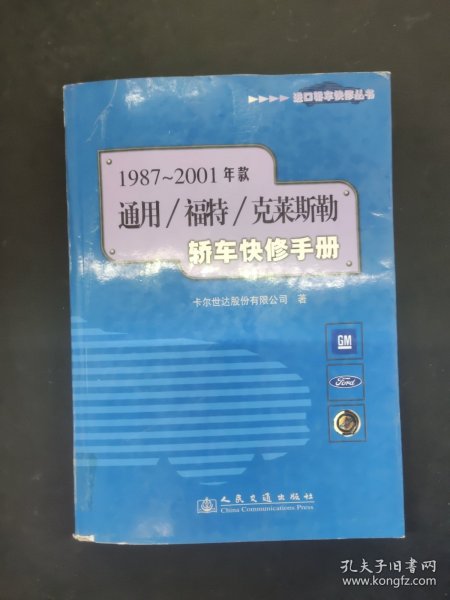 ▶▶▶▶ 进口轿车快修丛书
1987~2001年款
通用/福特/克莱斯勒
轿车快修手册
卡尔世达股份有限公司 著
GM
Ford
人民交通出版社
China Communications Press
孔夫子旧书网
www.kongfz.com